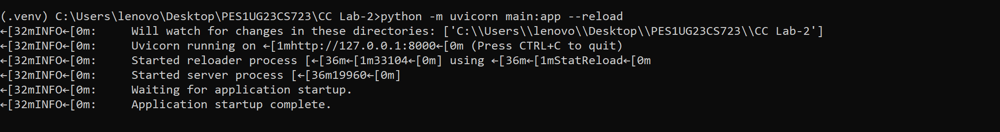 (.venv) C:\Users\lenovo\Desktop\PES1UG23CS723\CC Lab-2>python -m uvicorn main:app --reload
←[32mINFO←[0m:     Will watch for changes in these directories: ['C:\\Users\\lenovo\\Desktop\\PES1UG23CS723\\CC Lab-2']
←[32mINFO←[0m:     Uvicorn running on ←[1mhttp://127.0.0.1:8000←[0m (Press CTRL+C to quit)
←[32mINFO←[0m:     Started reloader process [←[36m←[1m33104←[0m] using ←[36m←[1mStatReload←[0m
←[32mINFO←[0m:     Started server process [←[36m19960←[0m]
←[32mINFO←[0m:     Waiting for application startup.
←[32mINFO←[0m:     Application startup complete.